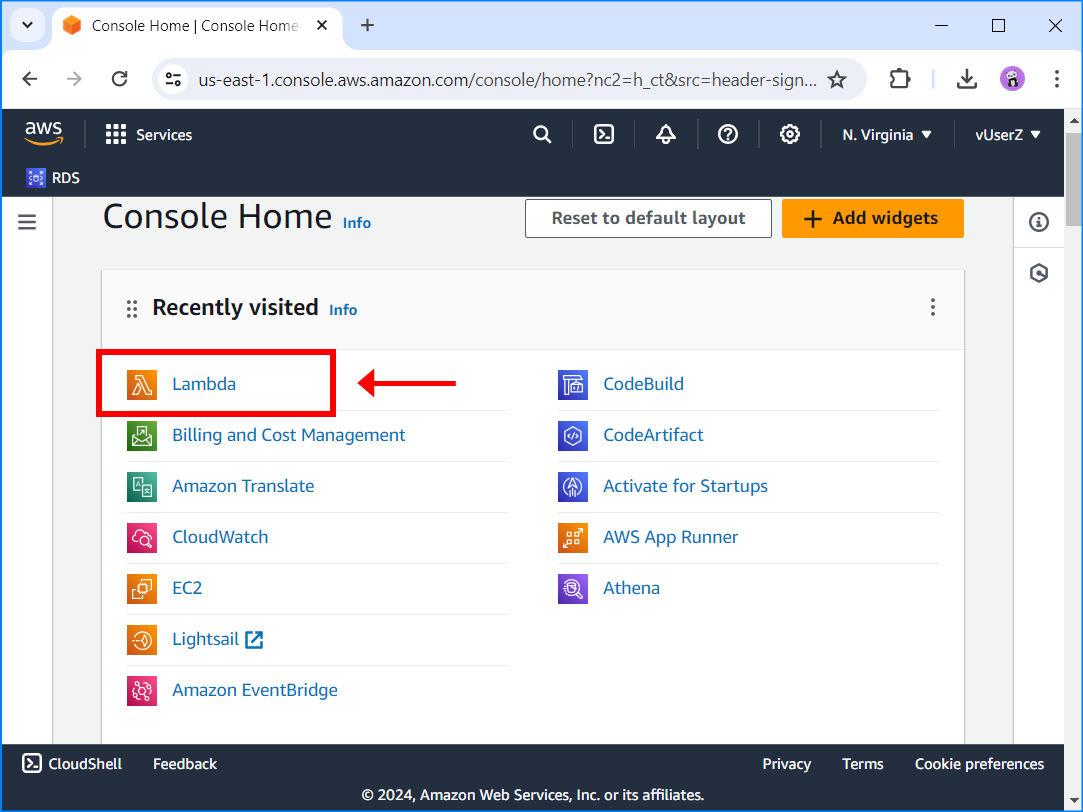 Console Home | Console Home
us-east-1.console.aws.amazon.com/console/home?nc2=h_ct&src=header-sign...
aws
Services
N. Virginia
vUserZ
RDS
Console Home Info
Reset to default layout
Add widgets
Recently visited Info
Lambda
Billing and Cost Management
Amazon Translate
CloudWatch
EC2
Lightsail
Amazon EventBridge
CodeBuild
CodeArtifact
Activate for Startups
AWS App Runner
Athena
CloudShell
Feedback
Privacy
Terms
Cookie preferences
© 2024, Amazon Web Services, Inc. or its affiliates.